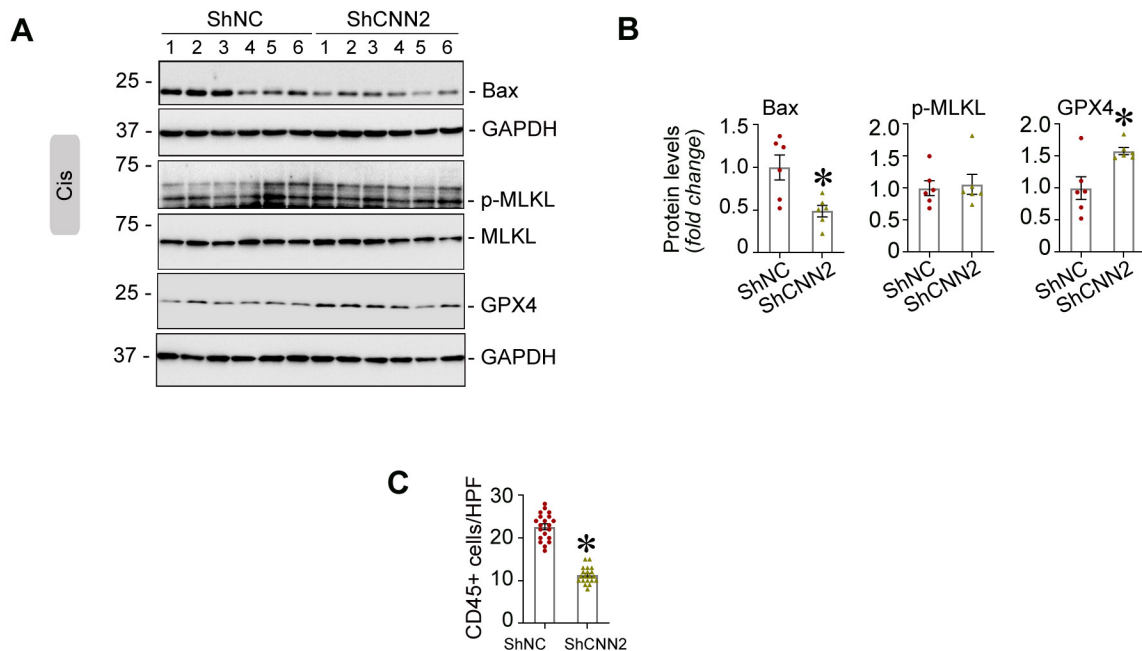 A
ShNC ShCNN2
1 2 3 4 5 6 1 2 3 4 5 6
25 - - Bax
37 - - GAPDH
75 -
- p-MLKL
75 -
- MLKL
25 -
- GPX4
37 - - GAPDH
Cis
B
Protein levels
(fold change)
Bax
1.5
1.0
0.5
0
*
ShNC
ShCNN2
p-MLKL
2.0
1.5
1.0
0.5
0
ShNC
ShCNN2
GPX4
2.0
1.5
1.0
0.5
0
*
ShNC
ShCNN2
C
CD45+ cells/HPF
30
20
10
0
*
ShNC ShCNN2